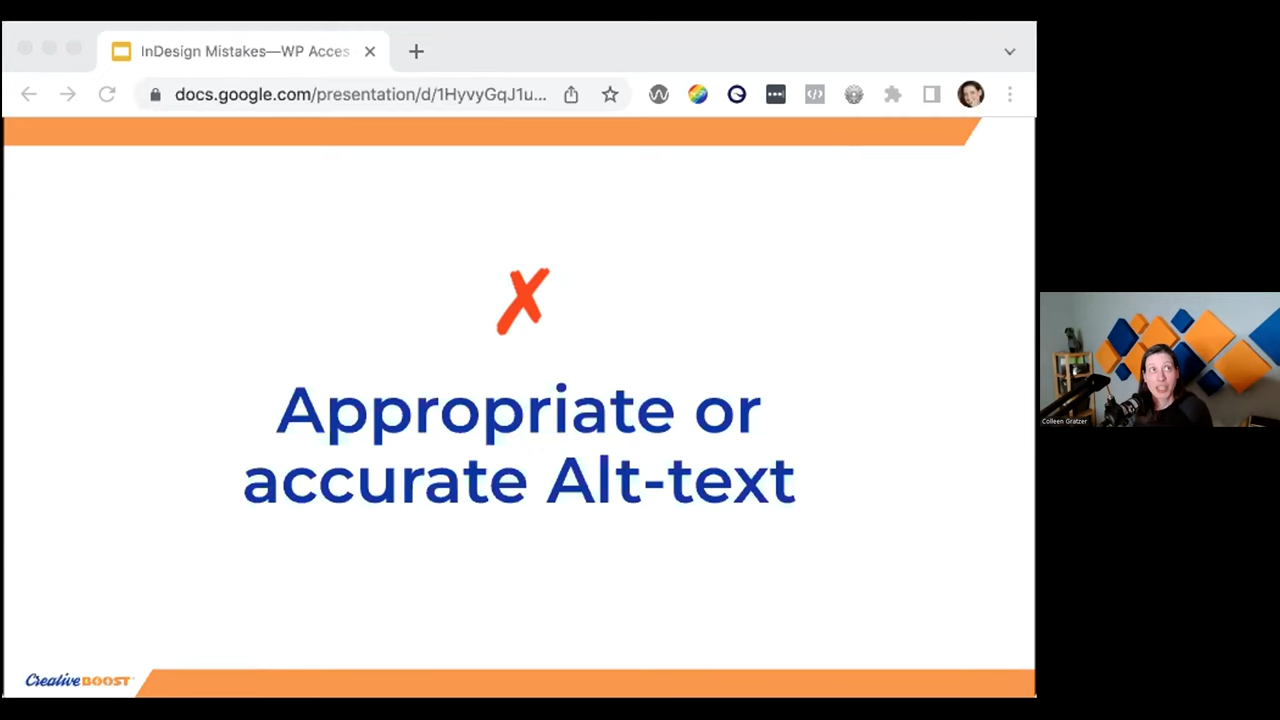 InDesign Mistakes—WP Acces
docs.google.com/presentation/d/1HyvyGqJ1u...
Appropriate or
accurate Alt-text
Colleen Gratzer
CreativeBOOST